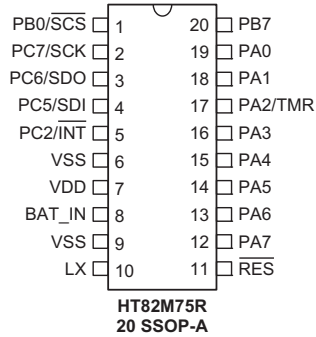 PB0/SCS 1 20 PB7
PC7/SCK 2 19 PA0
PC6/SDO 3 18 PA1
PC5/SDI 4 17 PA2/TMR
PC2/INT 5 16 PA3
VSS 6 15 PA4
VDD 7 14 PA5
BAT_IN 8 13 PA6
VSS 9 12 PA7
LX 10 11 RES
HT82M75R
20 SSOP-A